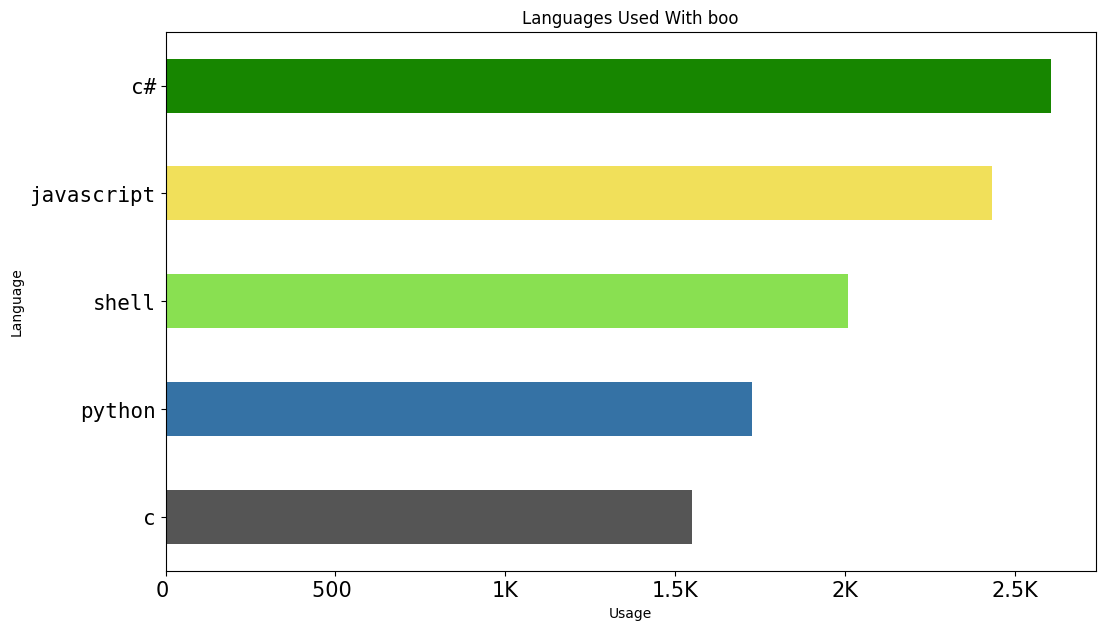 Languages Used With boo
c#
javascript
shell
python
c
Language
0 500 1K 1.5K 2K 2.5K
Usage